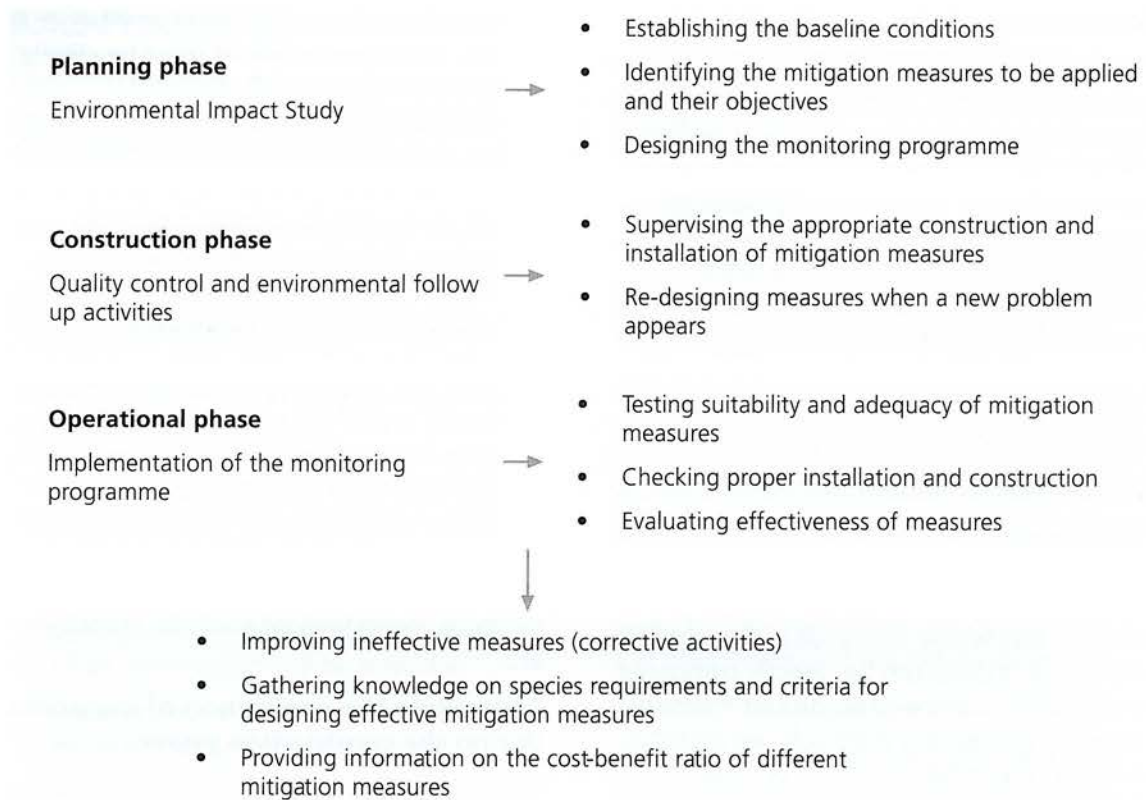 Planning phase
Environmental Impact Study
• Establishing the baseline conditions
• Identifying the mitigation measures to be applied
and their objectives
• Designing the monitoring programme
Construction phase
Quality control and environmental follow
up activities
• Supervising the appropriate construction and
installation of mitigation measures
• Re-designing measures when a new problem
appears
Operational phase
Implementation of the monitoring
programme
• Testing suitability and adequacy of mitigation
measures
• Checking proper installation and construction
• Evaluating effectiveness of measures
• Improving ineffective measures (corrective activities)
• Gathering knowledge on species requirements and criteria for
designing effective mitigation measures
• Providing information on the cost-benefit ratio of different
mitigation measures